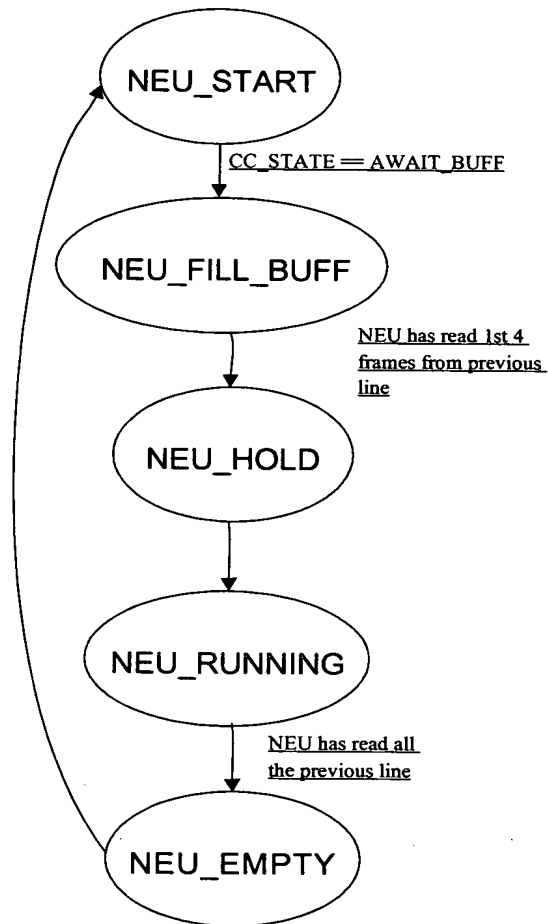 NEU_START
CC_STATE == AWAIT_BUFF
NEU_FILL_BUFF
NEU has read 1st 4
frames from previous
line
NEU_HOLD
NEU_RUNNING
NEU has read all
the previous line
NEU_EMPTY